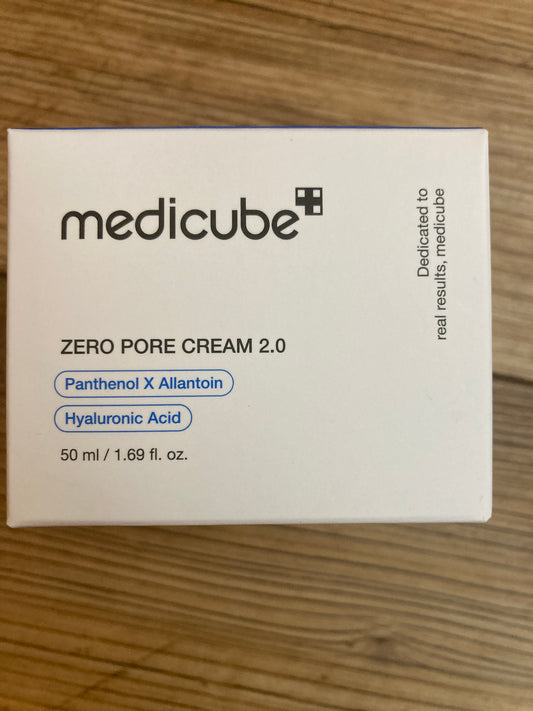 medicube
Dedicated to
real results, medicube
ZERO PORE CREAM 2.0
Panthenol X Allantoin
Hyaluronic Acid
50 ml / 1.69 fl. oz.